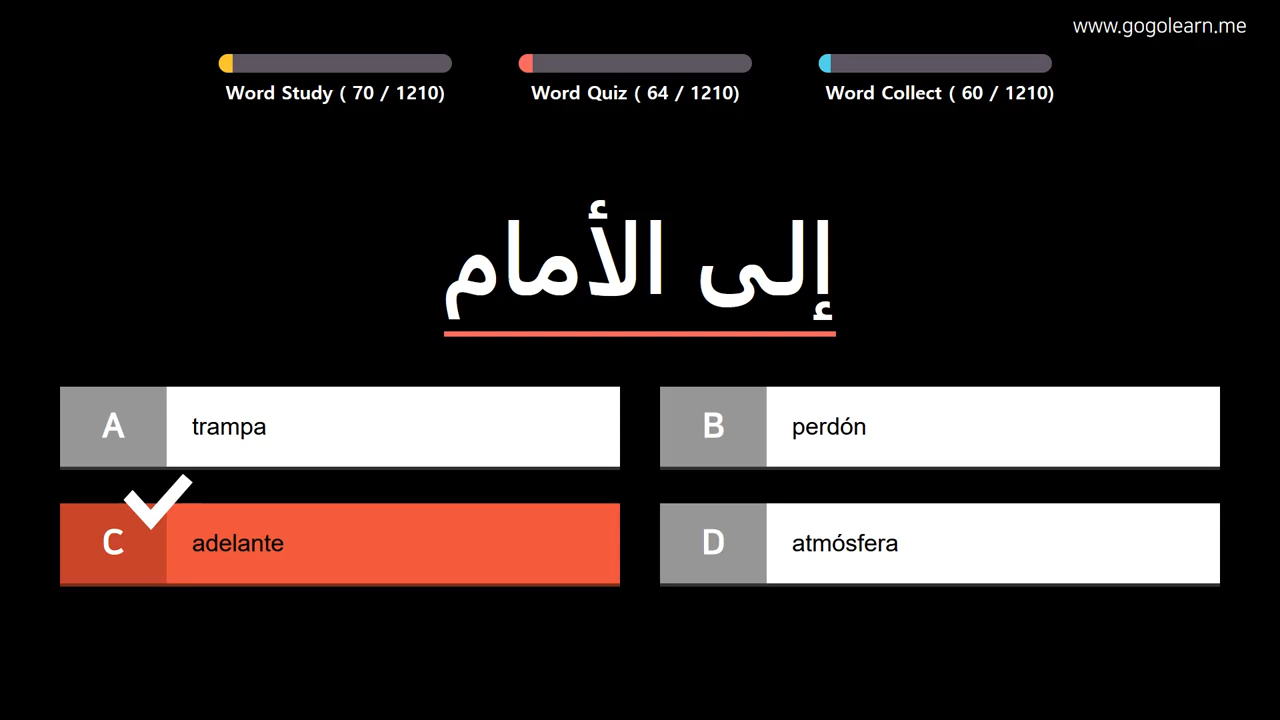 www.gogolearn.me
Word Study ( 70 / 1210)
Word Quiz ( 64 / 1210)
Word Collect ( 60 / 1210)
إلى الأمام
A trampa
B perdón
C adelante
D atmósfera